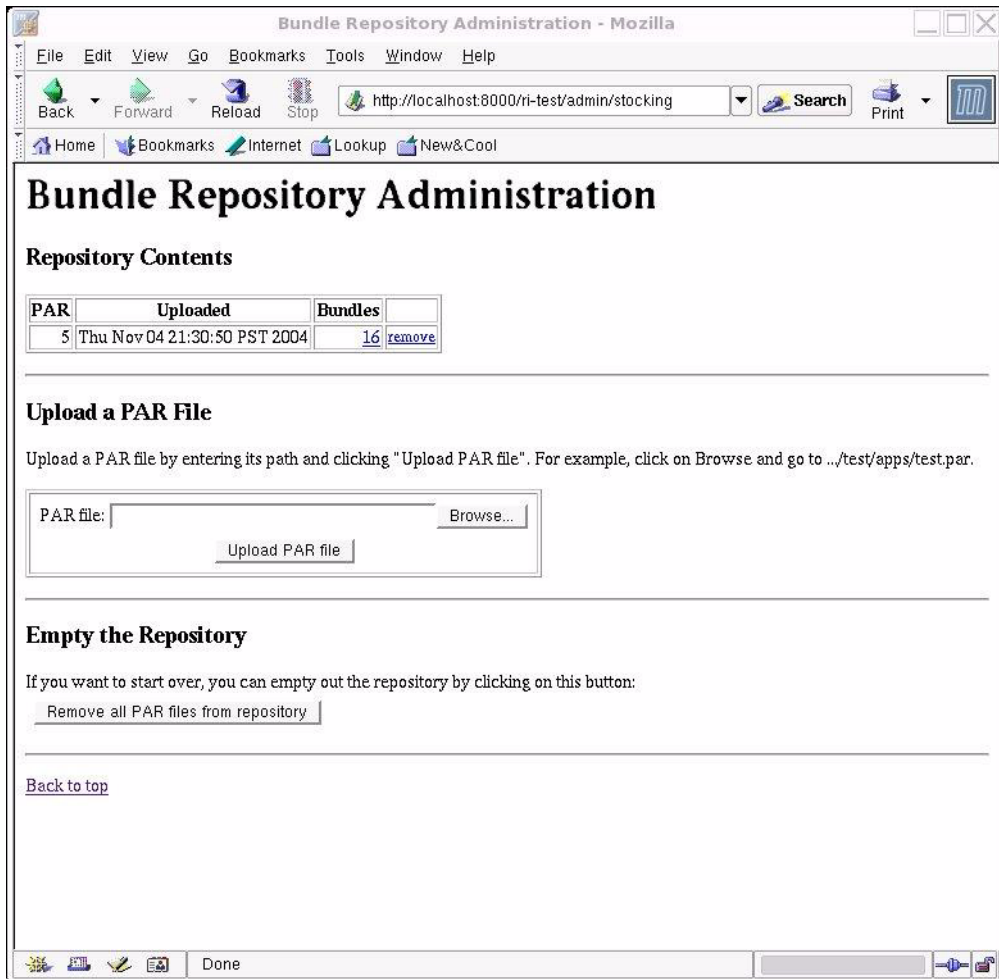 Bundle Repository Administration - Mozilla
File Edit View Go Bookmarks Tools Window Help
Back Forward Reload Stop http://localhost:8000/ri-test/admin/stocking Search Print
Home Bookmarks Internet Lookup New&Cool
Bundle Repository Administration
Repository Contents
PAR Uploaded Bundles
5 Thu Nov 04 21:30:50 PST 2004 16 remove
Upload a PAR File
Upload a PAR file by entering its path and clicking "Upload PAR file". For example, click on Browse and go to .../test/apps/test.par.
PAR file: Browse...
Upload PAR file
Empty the Repository
If you want to start over, you can empty out the repository by clicking on this button:
Remove all PAR files from repository
Back to top
Done